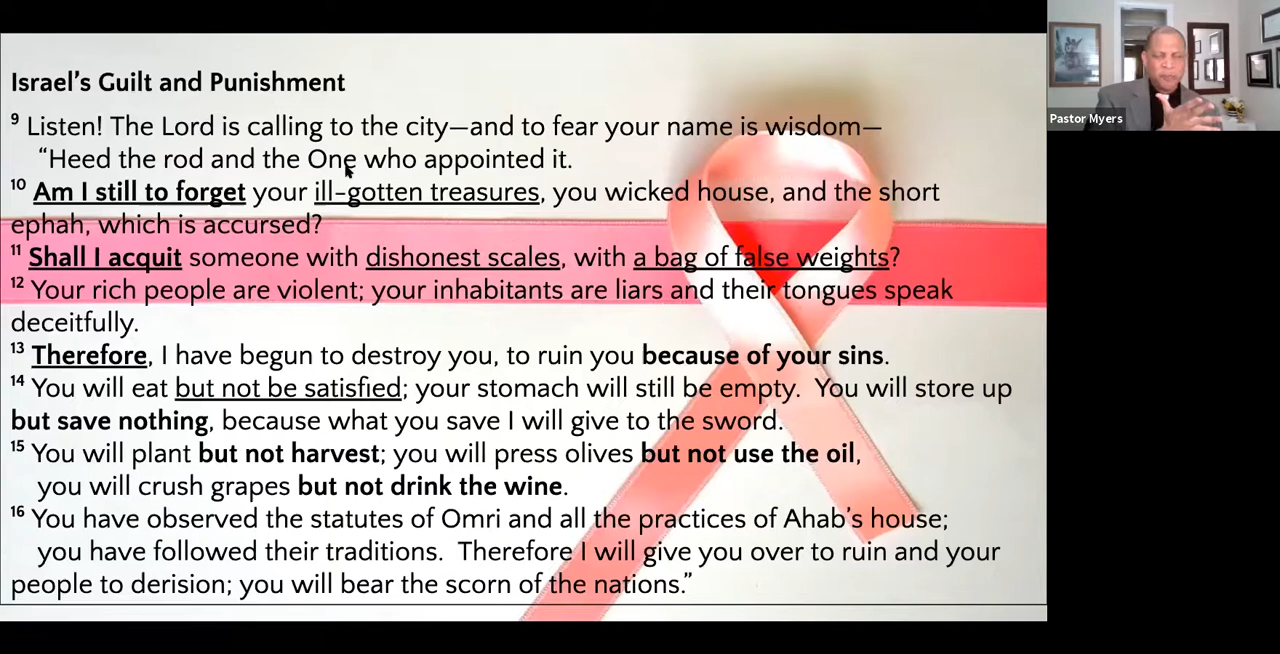 Israel's Guilt and Punishment
9 Listen! The Lord is calling to the city—and to fear your name is wisdom—
"Heed the rod and the One who appointed it.
10 Am I still to forget your ill-gotten treasures, you wicked house, and the short
ephah, which is accursed?
11 Shall I acquit someone with dishonest scales, with a bag of false weights?
12 Your rich people are violent; your inhabitants are liars and their tongues speak
deceitfully.
13 Therefore, I have begun to destroy you, to ruin you because of your sins.
14 You will eat but not be satisfied; your stomach will still be empty. You will store up
but save nothing, because what you save I will give to the sword.
15 You will plant but not harvest; you will press olives but not use the oil,
you will crush grapes but not drink the wine.
16 You have observed the statutes of Omri and all the practices of Ahab's house;
you have followed their traditions. Therefore I will give you over to ruin and your
people to derision; you will bear the scorn of the nations."
Pastor Myers